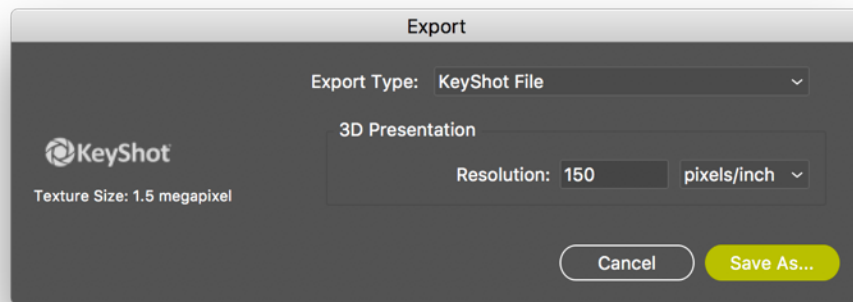 Export
Export Type: KeyShot File
3D Presentation
KeyShot
Resolution: 150 pixels/inch
Texture Size: 1.5 megapixel
Cancel Save As...